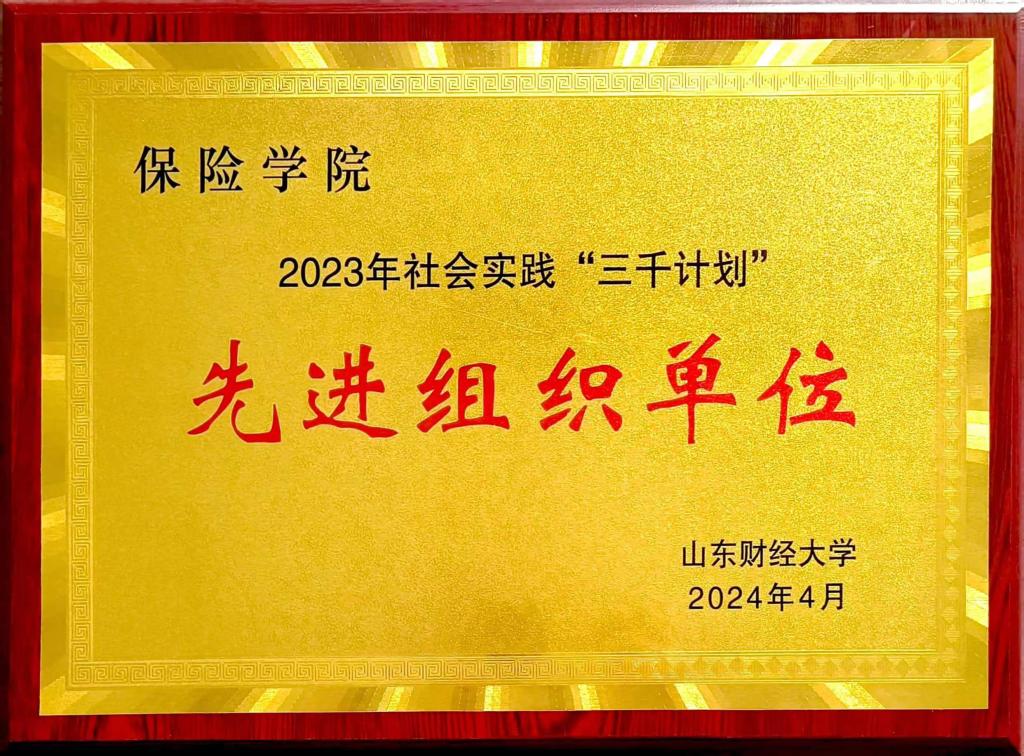 保险学院
2023年社会实践“三千计划”
先进组织单位
山东财经大学
2024年4月